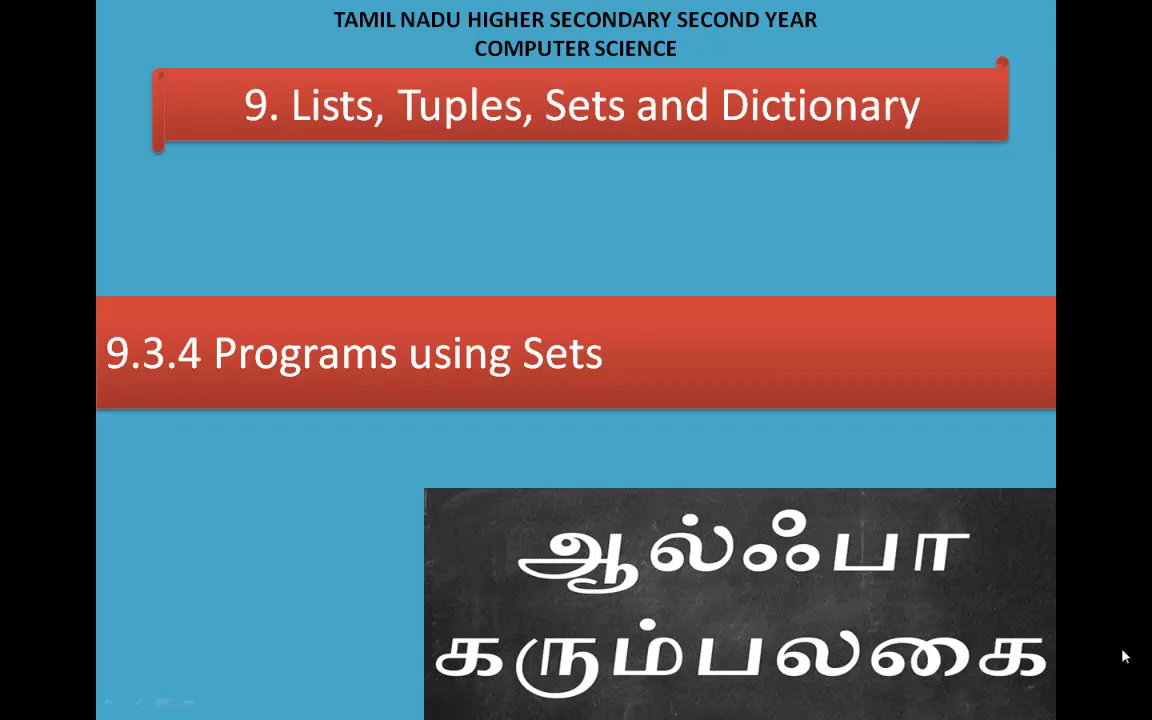 TAMIL NADU HIGHER SECONDARY SECOND YEAR
COMPUTER SCIENCE
9. Lists, Tuples, Sets and Dictionary
9.3.4 Programs using Sets
ஆல்ஃபா
கரும்பலகை